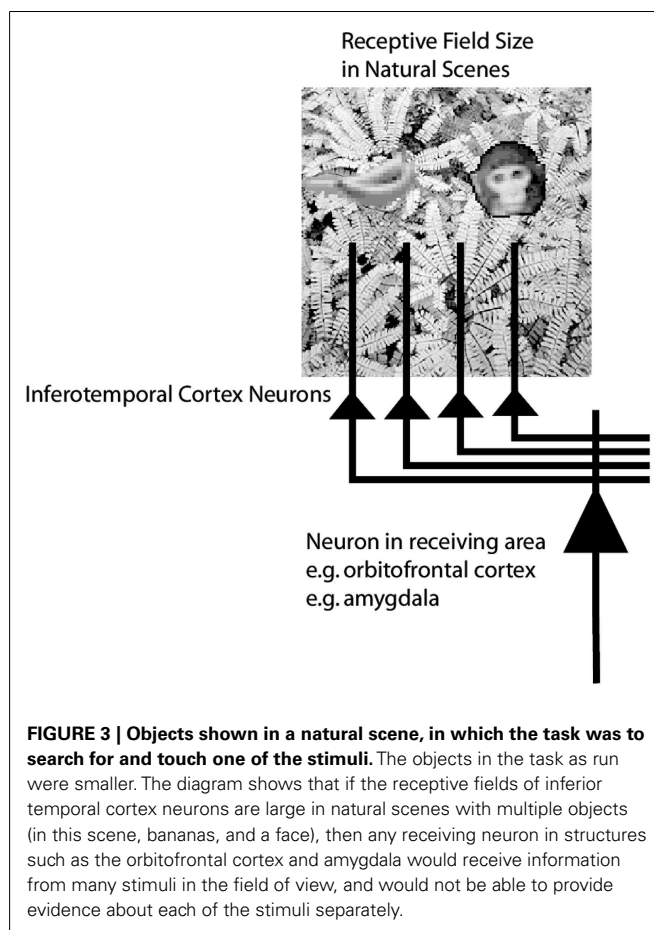 Receptive Field Size
in Natural Scenes
Inferotemporal Cortex Neurons
Neuron in receiving area
e.g. orbitofrontal cortex
e.g. amygdala
FIGURE 3 | Objects shown in a natural scene, in which the task was to
search for and touch one of the stimuli. The objects in the task as run
were smaller. The diagram shows that if the receptive fields of inferior
temporal cortex neurons are large in natural scenes with multiple objects
(in this scene, bananas, and a face), then any receiving neuron in structures
such as the orbitofrontal cortex and amygdala would receive information
from many stimuli in the field of view, and would not be able to provide
evidence about each of the stimuli separately.